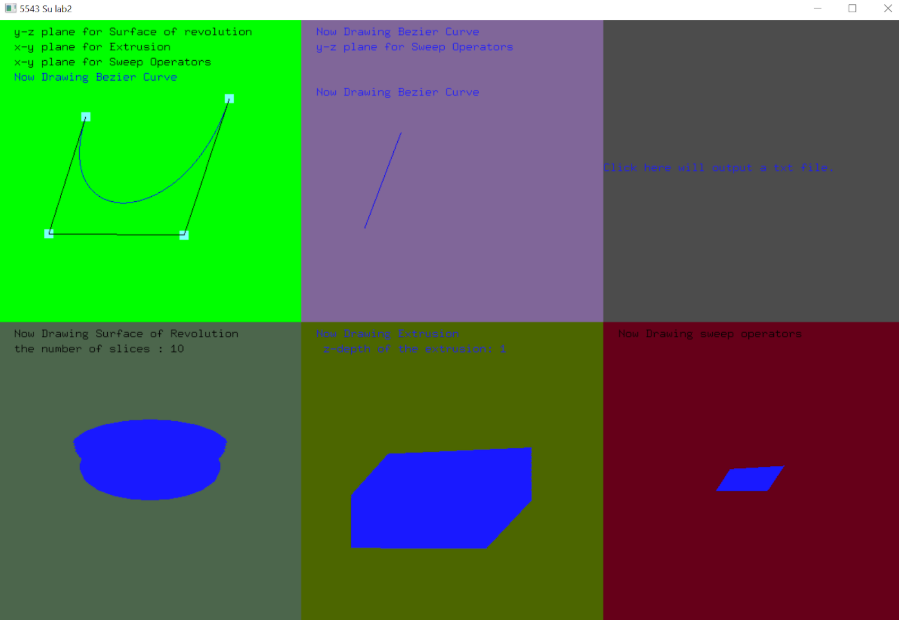 5543 Su lab2
y-z plane for Surface of revolution
x-y plane for Extrusion
x-y plane for Sweep Operators
Now Drawing Bezier Curve
Now Drawing Bezier Curve
y-z plane for Sweep Operators
Now Drawing Bezier Curve
Click here will output a txt file.
Now Drawing Surface of Revolution
the number of slices : 10
Now Drawing Extrusion
z-depth of the extrusion: 1
Now Drawing sweep operators